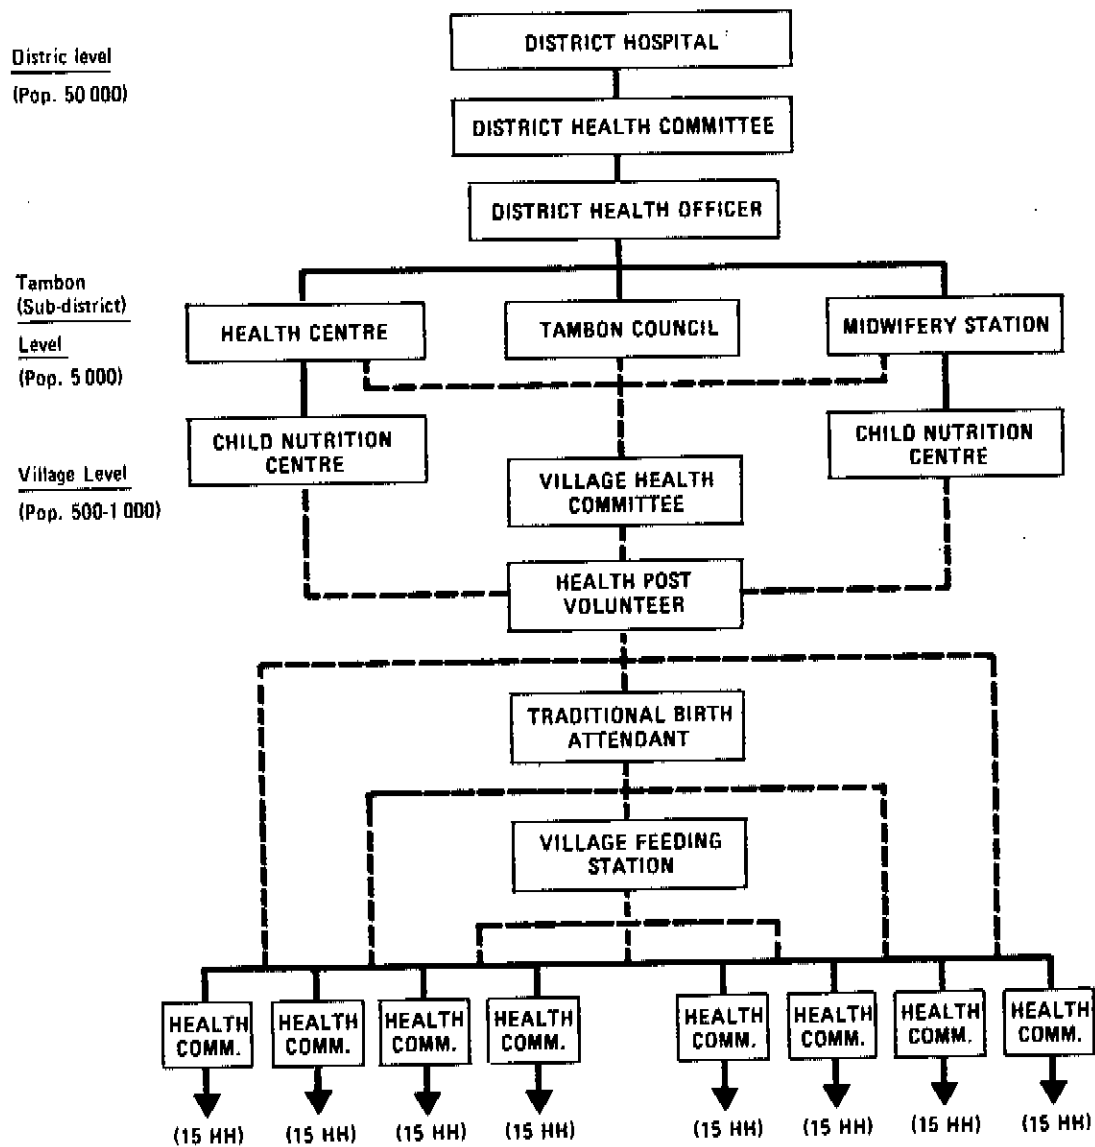 DISTRICT HOSPITAL
Distric level
(Pop. 50 000)
DISTRICT HEALTH COMMITTEE
DISTRICT HEALTH OFFICER
Tambon
(Sub-district)
Level
(Pop. 5 000)
HEALTH CENTRE
TAMBON COUNCIL
MIDWIFERY STATION
CHILD NUTRITION
CENTRE
CHILD NUTRITION
CENTRE
Village Level
(Pop. 500-1 000)
VILLAGE HEALTH
COMMITTEE
HEALTH POST
VOLUNTEER
TRADITIONAL BIRTH
ATTENDANT
VILLAGE FEEDING
STATION
HEALTH
COMM.
HEALTH
COMM.
HEALTH
COMM.
HEALTH
COMM.
HEALTH
COMM.
HEALTH
COMM.
HEALTH
COMM.
HEALTH
COMM.
(15 HH)
(15 HH)
(15 HH)
(15 HH)
(15 HH)
(15 HH)
(15 HH)
(15 HH)